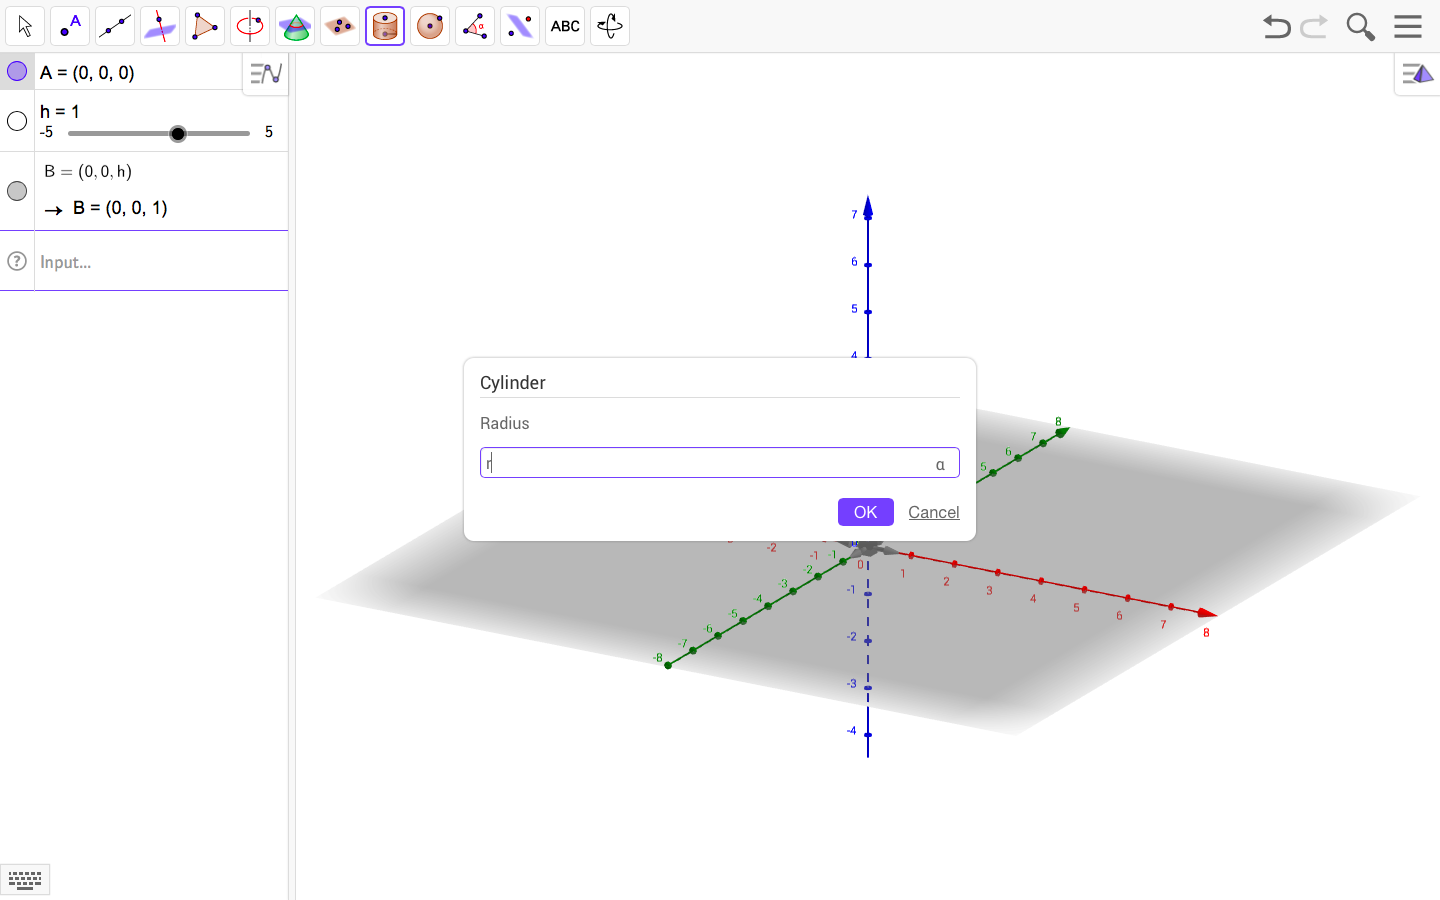 A
α
ABC
A = (0, 0, 0)
h = 1
-5
5
B = (0, 0, h)
→ B = (0, 0, 1)
Input...
7
6
5
4
8
7
6
5
Cylinder
Radius
r
α
OK
Cancel
-2
-1
-1
0
1
2
3
4
5
6
7
8
-2
-3
-4
-5
-6
-7
-8
-1
-2
-3
-4